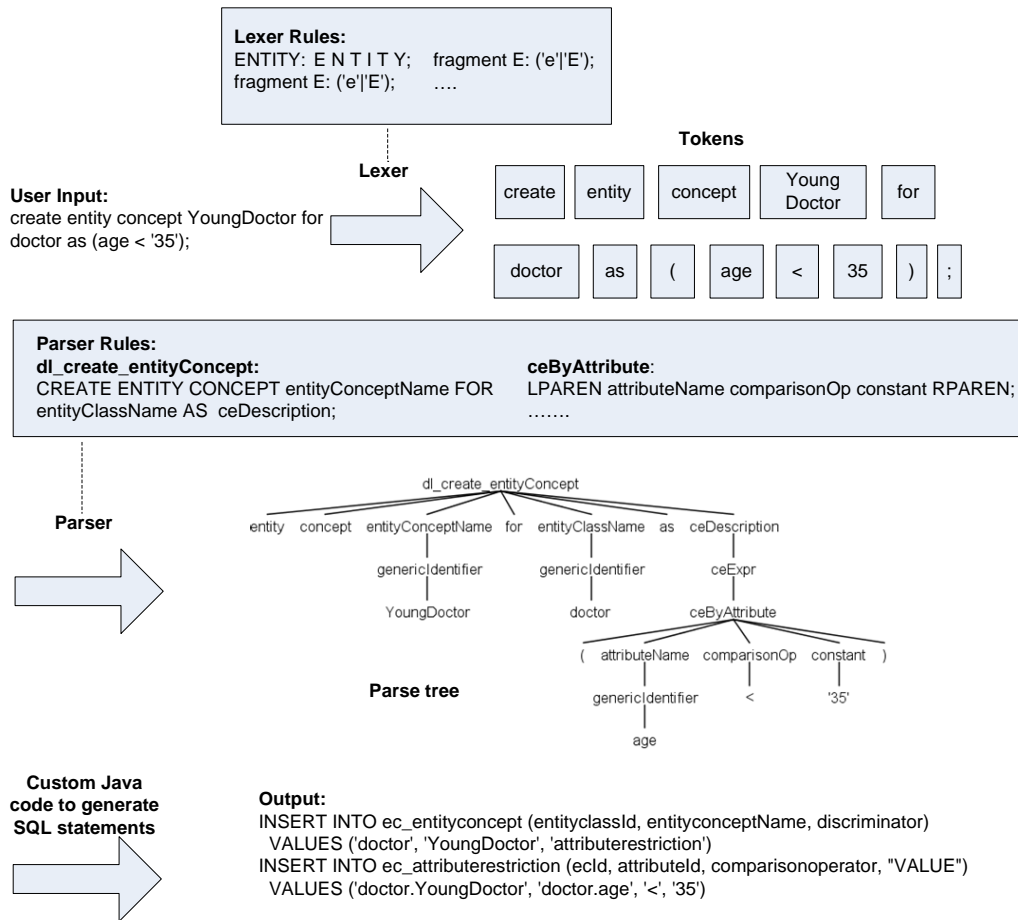 Lexer Rules:
ENTITY: E N T I T Y; fragment E: ('e'|'E');
fragment E: ('e'|'E'); ....
Tokens
Lexer
User Input:
create entity concept YoungDoctor for
doctor as (age < '35');
create entity concept Young Doctor for
doctor as ( age < 35 ) ;
Parser Rules:
dl_create_entityConcept:
CREATE ENTITY CONCEPT entityConceptName FOR
entityClassName AS ceDescription;
ceByAttribute:
LPAREN attributeName comparisonOp constant RPAREN;
.......
Parser
dl_create_entityConcept
entity concept entityConceptName for entityClassName as ceDescription
genericIdentifier genericIdentifier ceExpr
YoungDoctor doctor ceByAttribute
( attributeName comparisonOp constant )
genericIdentifier < '35'
age
Parse tree
Custom Java
code to generate
SQL statements
Output:
INSERT INTO ec_entityconcept (entityclassId, entityconceptName, discriminator)
VALUES ('doctor', 'YoungDoctor', 'attributerestriction')
INSERT INTO ec_attributerestriction (ecId, attributeId, comparisonoperator, "VALUE")
VALUES ('doctor.YoungDoctor', 'doctor.age', '<', '35')